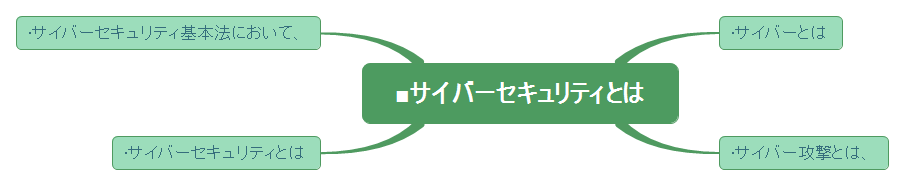 ·サイバーセキュリティ基本法において、
·サイバーとは
■サイバーセキュリティとは
·サイバーセキュリティとは
·サイバー攻撃とは、